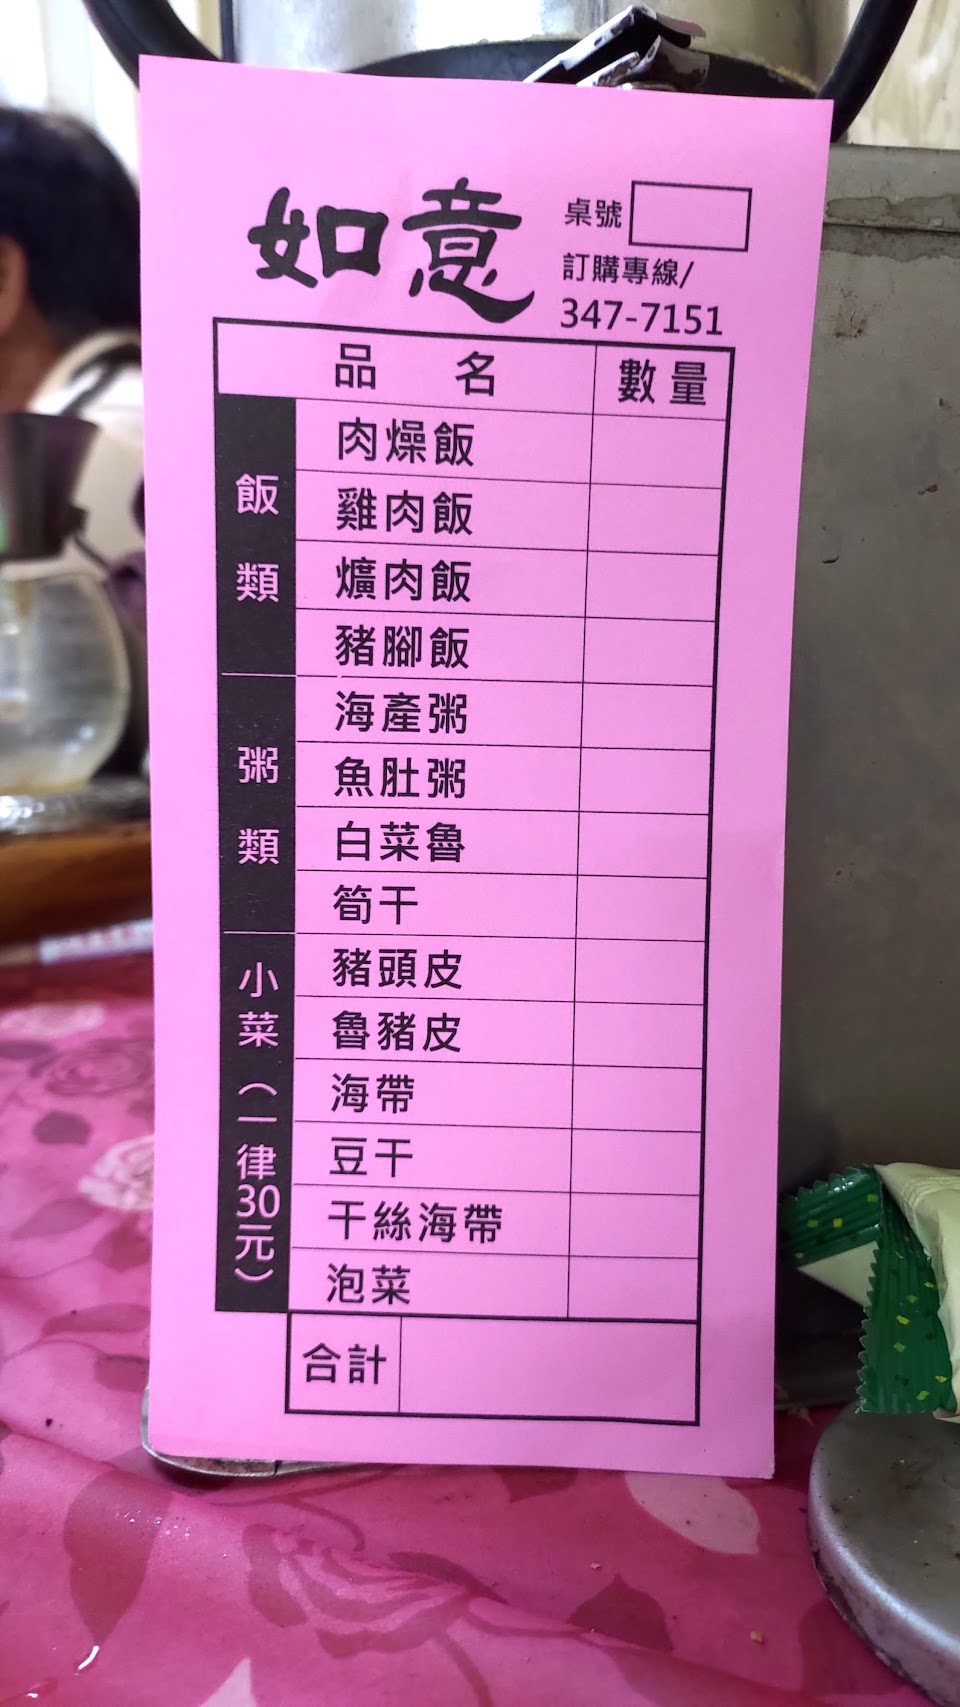 如意
桌號
訂購專線/
347-7151
品 名 數量
飯類
肉燥飯
雞肉飯
爌肉飯
豬腳飯
粥類
海產粥
魚肚粥
白菜魯
筍干
小菜（一律30元）
豬頭皮
魯豬皮
海帶
豆干
干絲海帶
泡菜
合計